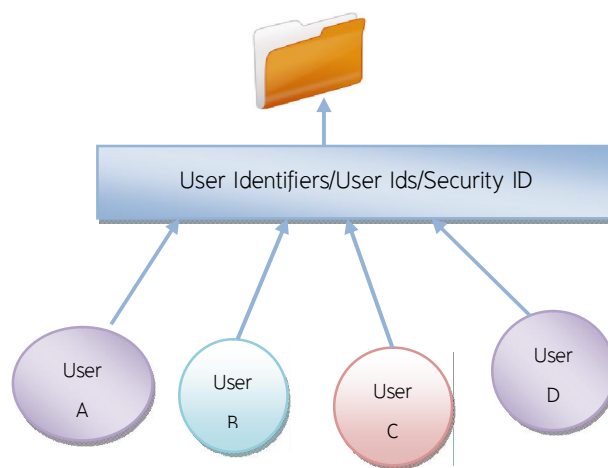 User Identifiers/User Ids/Security ID
User
A
User
B
User
C
User
D